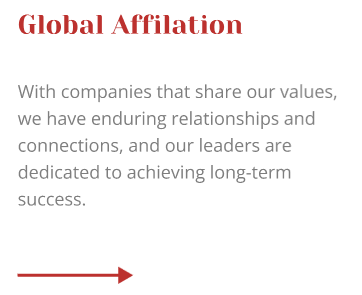 Global Affilation
With companies that share our values,
we have enduring relationships and
connections, and our leaders are
dedicated to achieving long-term
success.